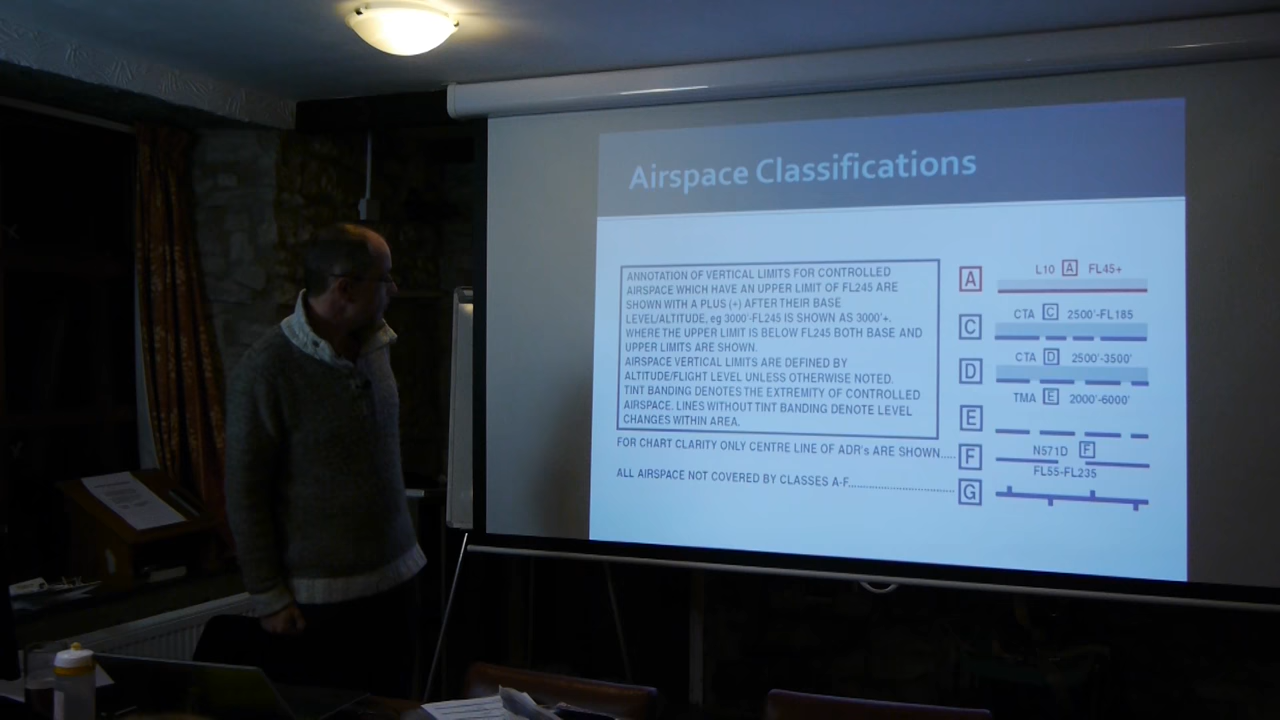 Airspace Classifications
ANNOTATION OF VERTICAL LIMITS FOR CONTROLLED
AIRSPACE WHICH HAVE AN UPPER LIMIT OF FL245 ARE
SHOWN WITH A PLUS (+) AFTER THEIR BASE
LEVEL/ALTITUDE, eg 3000'-FL245 IS SHOWN AS 3000'+.
WHERE THE UPPER LIMIT IS BELOW FL245 BOTH BASE AND
UPPER LIMITS ARE SHOWN.
AIRSPACE VERTICAL LIMITS ARE DEFINED BY
ALTITUDE/FLIGHT LEVEL UNLESS OTHERWISE NOTED.
TINT BANDING DENOTES THE EXTREMITY OF CONTROLLED
AIRSPACE. LINES WITHOUT TINT BANDING DENOTE LEVEL
CHANGES WITHIN AREA.
FOR CHART CLARITY ONLY CENTRE LINE OF ADR's ARE SHOWN.....
ALL AIRSPACE NOT COVERED BY CLASSES A-F..................................
A
L10 A FL45+
C
CTA C 2500'-FL185
D
CTA D 2500'-3500'
E
TMA E 2000'-6000'
F
N571D F
FL55-FL235
G